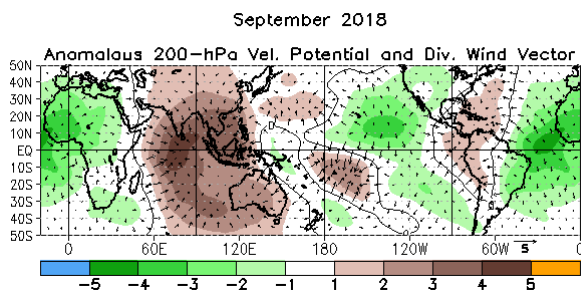 September 2018
Anomalaus 200-hPa Vel. Potential and Div. Wind Vector
50N
40N
30N
20N
10N
EQ
10S
20S
30S
40S
50S
0 60E 120E 180 120W 60W 0
5
-5 -4 -3 -2 -1 1 2 3 4 5